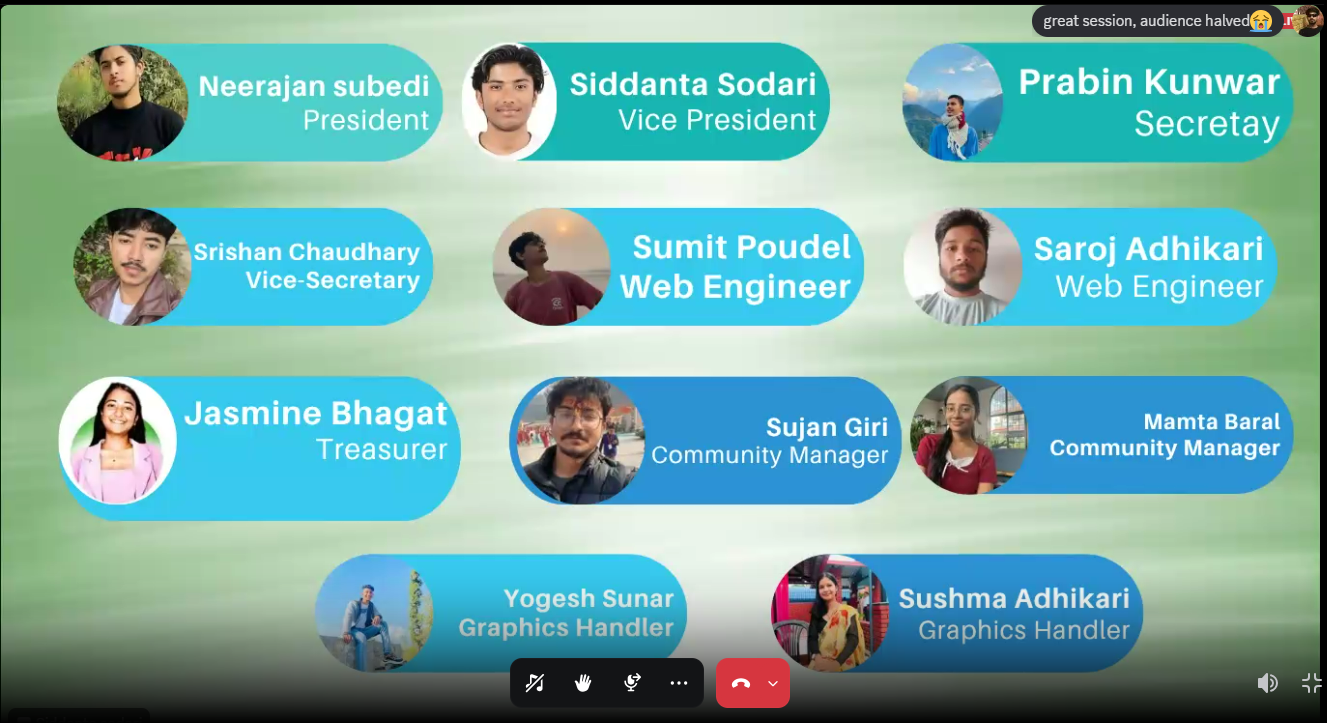 great session, audience halved😭
Neerajan subedi
President
Siddanta Sodari
Vice President
Prabin Kunwar
Secretay
Srishan Chaudhary
Vice-Secretary
Sumit Poudel
Web Engineer
Saroj Adhikari
Web Engineer
Jasmine Bhagat
Treasurer
Sujan Giri
Community Manager
Mamta Baral
Community Manager
Yogesh Sunar
Graphics Handler
Sushma Adhikari
Graphics Handler